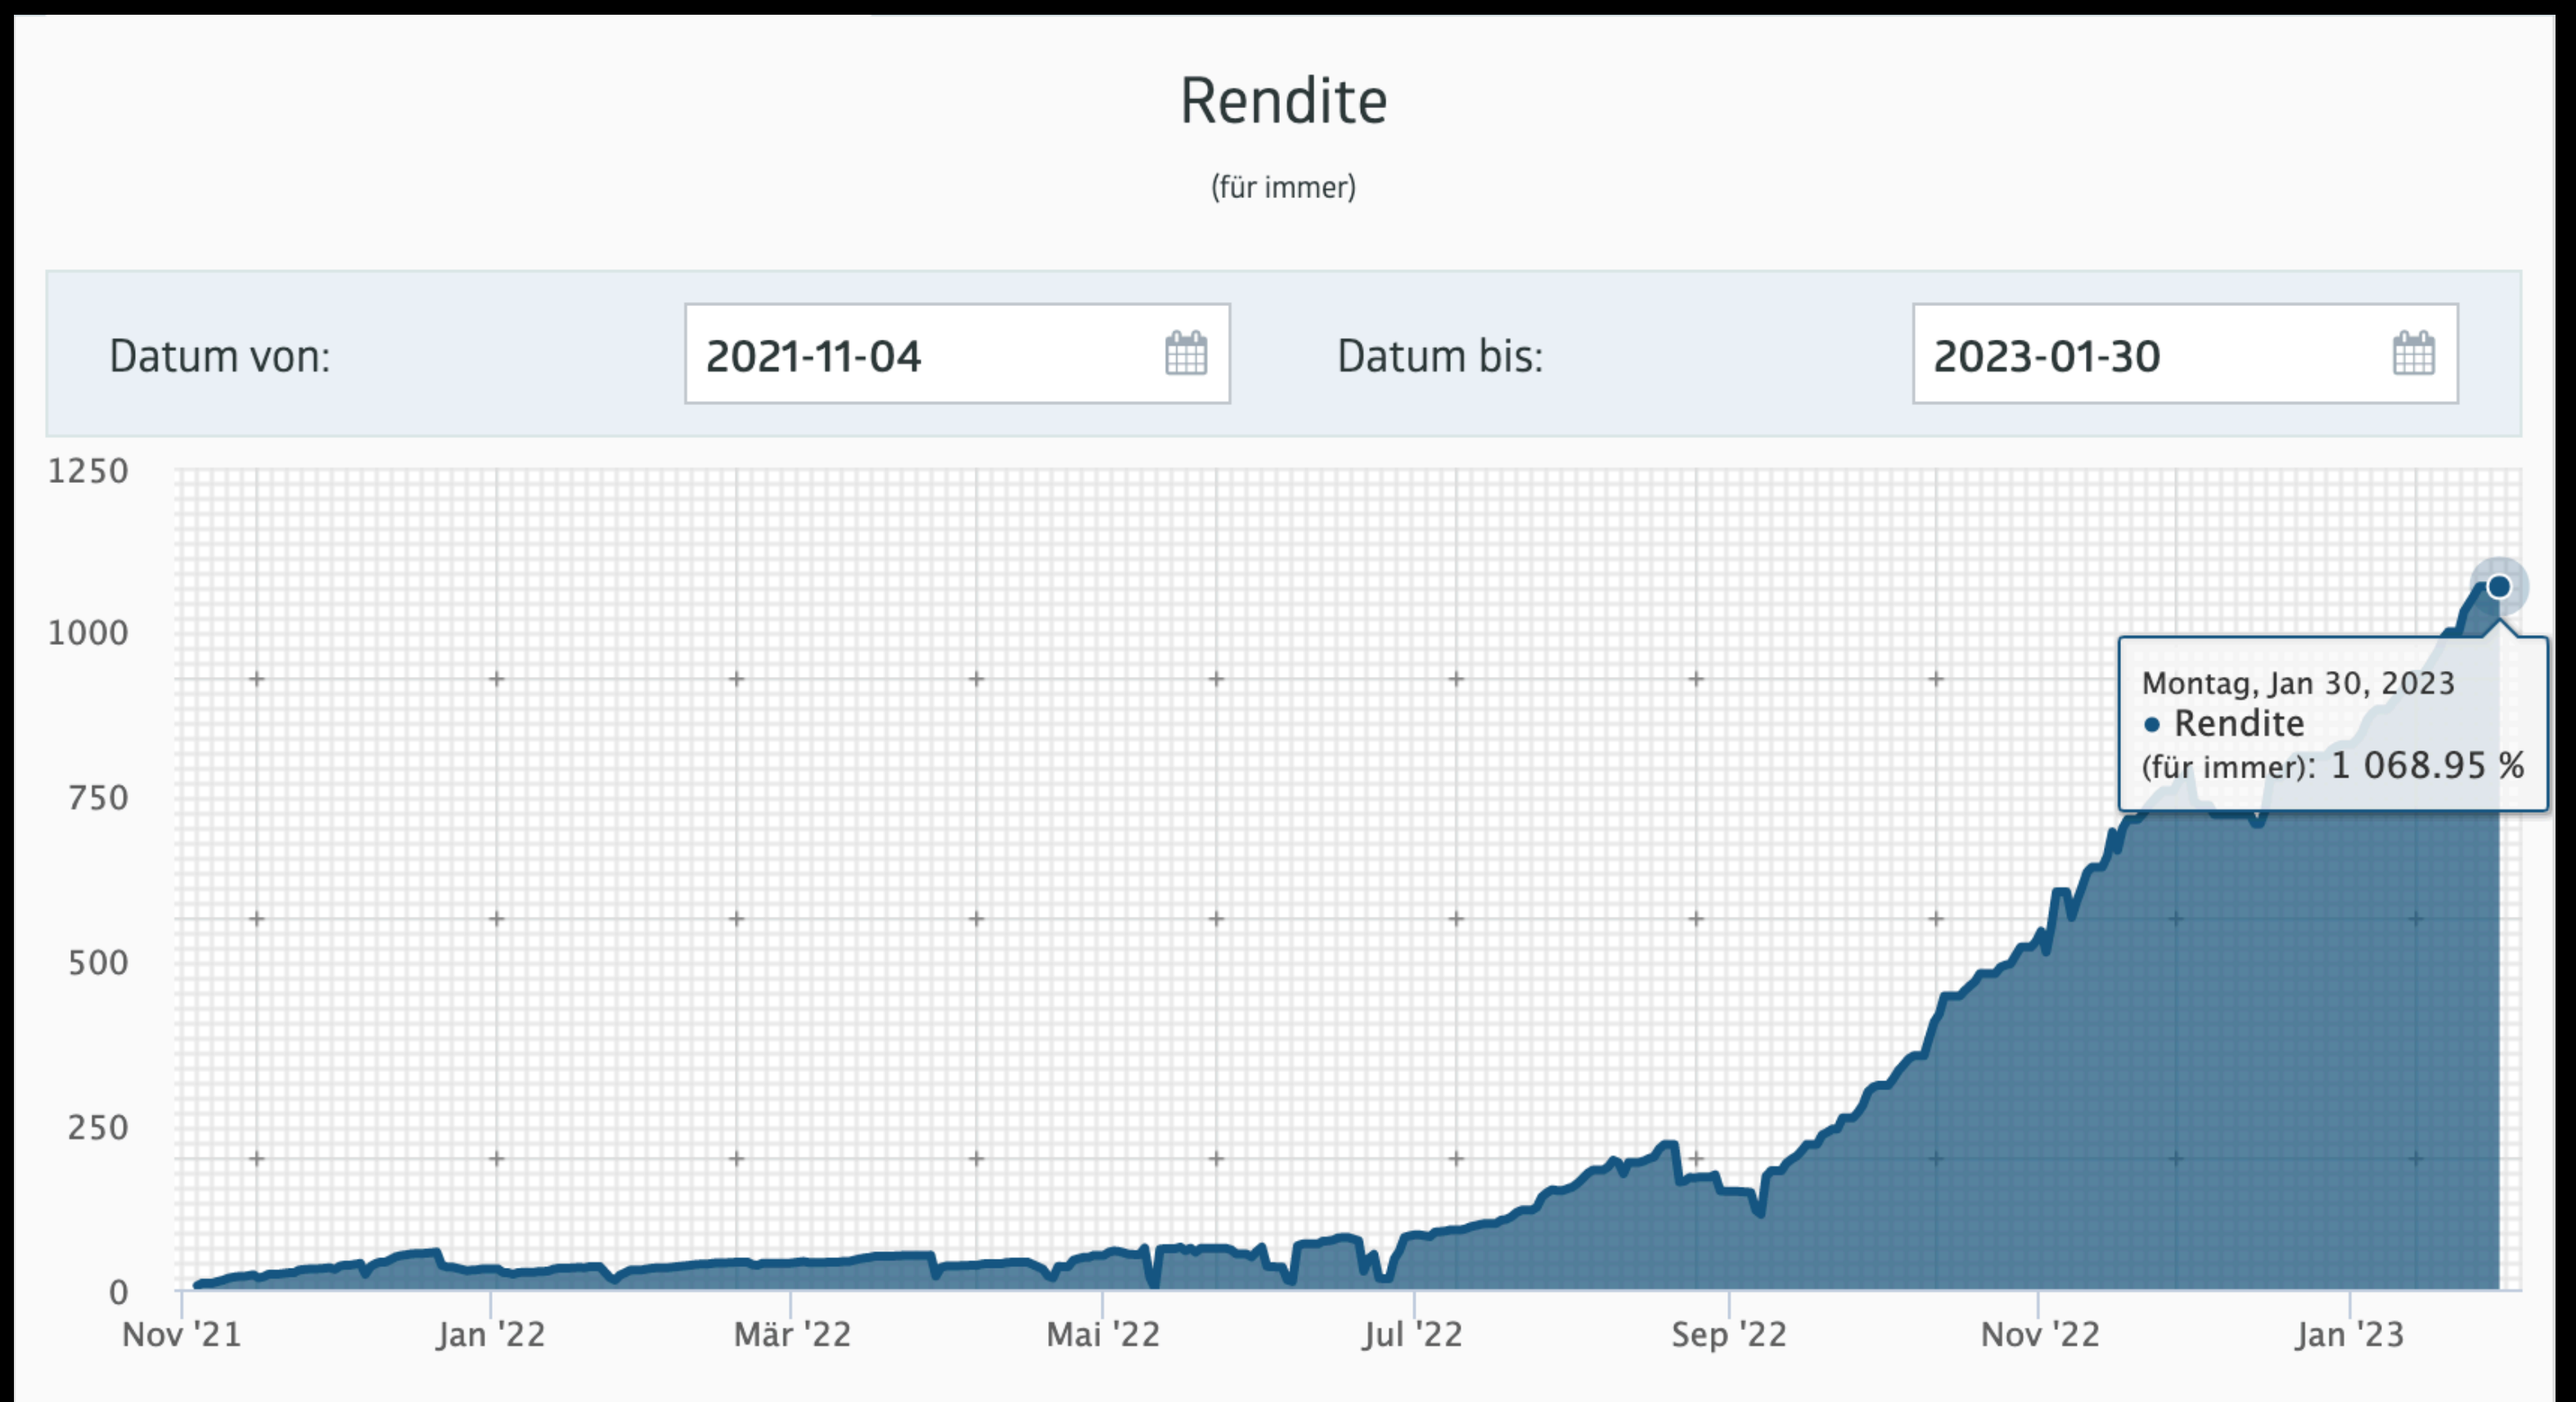 Rendite
(für immer)
Datum von: 2021-11-04 Datum bis: 2023-01-30
1250
1000
750
500
250
0
Montag, Jan 30, 2023
● Rendite
(für immer): 1 068.95 %
Nov '21 Jan '22 Mär '22 Mai '22 Jul '22 Sep '22 Nov '22 Jan '23